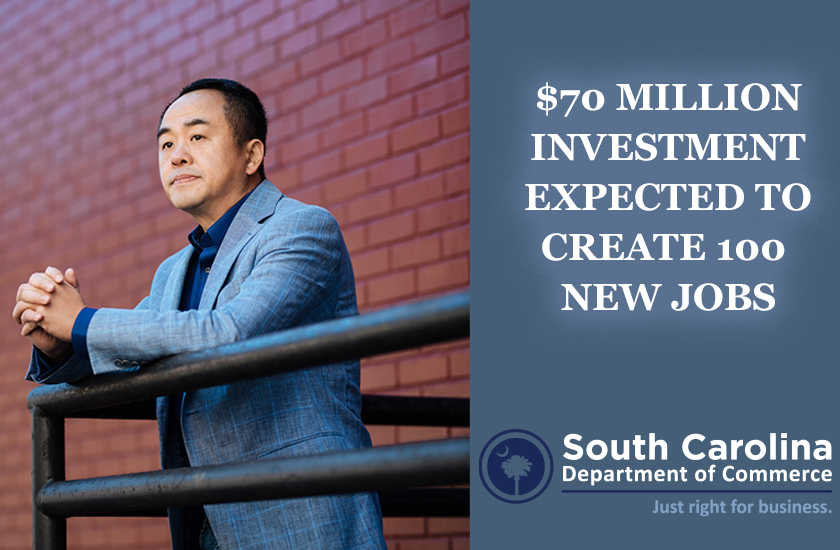 $70 MILLION
INVESTMENT
EXPECTED TO
CREATE 100
NEW JOBS
South Carolina
Department of Commerce
Just right for business.